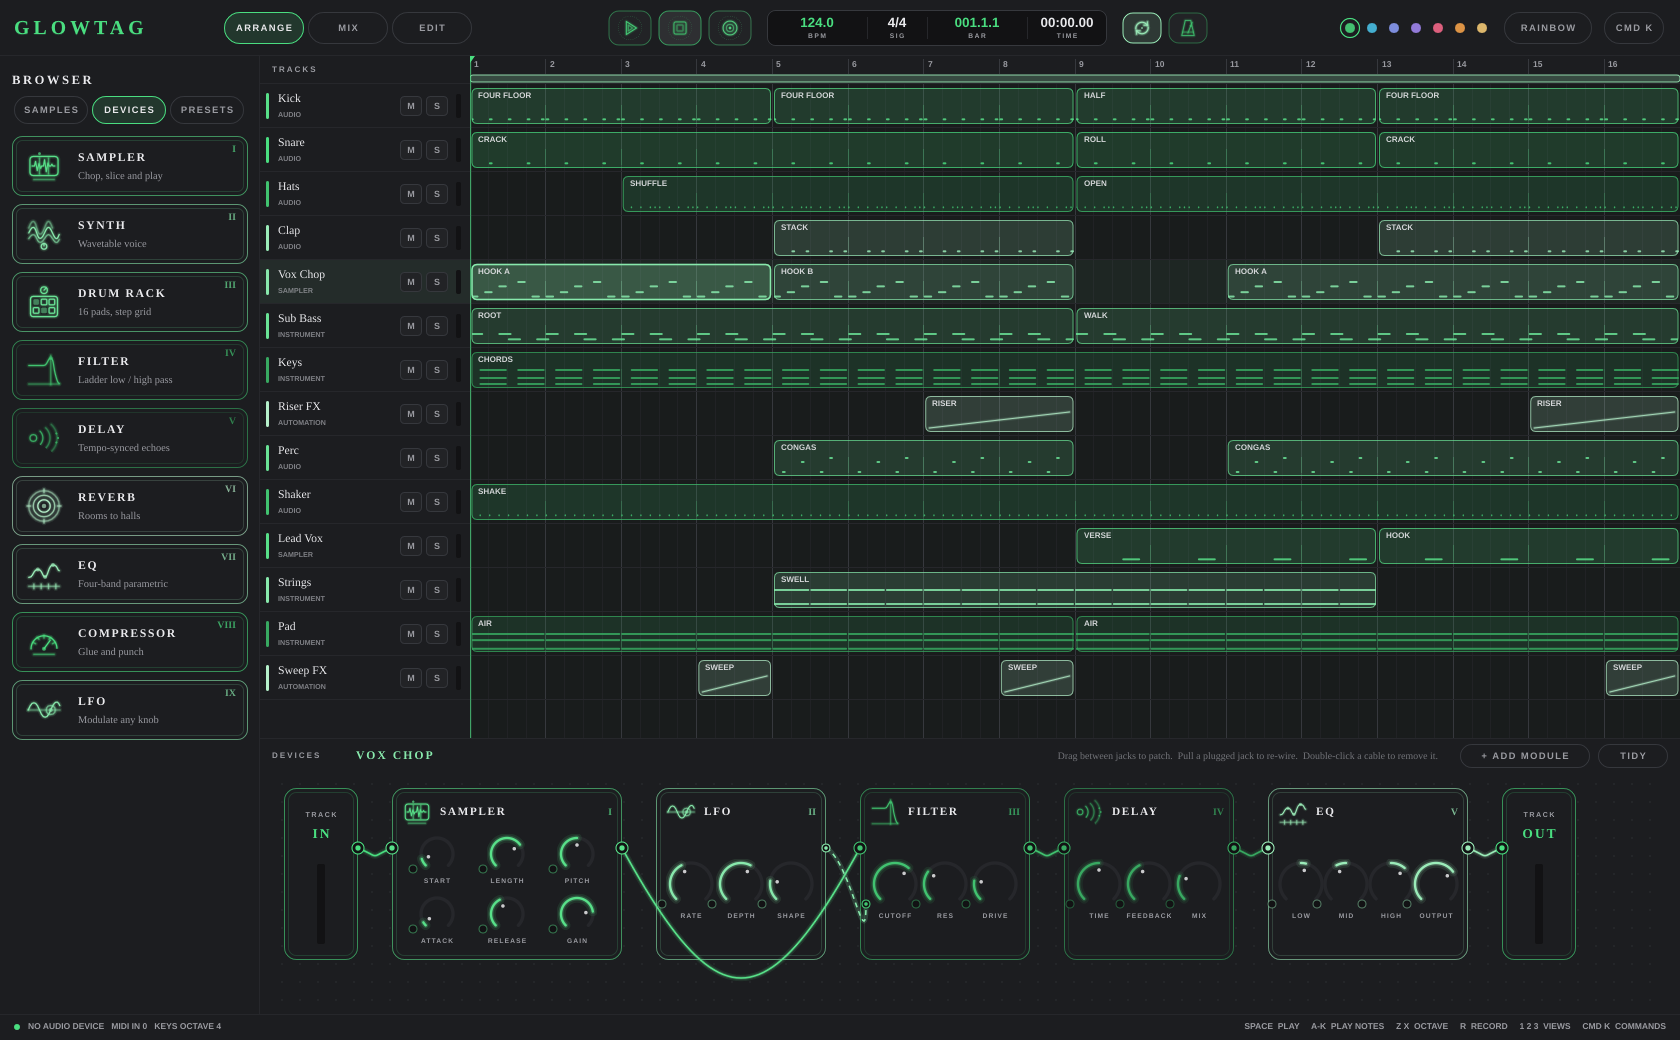 GLOWTAG
ARRANGE MIX EDIT
124.0 4/4 001.1.1 00:00.00
BPM SIG BAR TIME
RAINBOW CMD K
BROWSER
SAMPLES DEVICES PRESETS
SAMPLER I
Chop, slice and play
SYNTH II
Wavetable voice
DRUM RACK III
16 pads, step grid
FILTER IV
Ladder low / high pass
DELAY V
Tempo-synced echoes
REVERB VI
Rooms to halls
EQ VII
Four-band parametric
COMPRESSOR VIII
Glue and punch
LFO IX
Modulate any knob
TRACKS 1 2 3 4 5 6 7 8 9 10 11 12 13 14 15 16
Kick M S FOUR FLOOR FOUR FLOOR HALF FOUR FLOOR
AUDIO
Snare M S CRACK ROLL CRACK
AUDIO
Hats M S SHUFFLE OPEN
AUDIO
Clap M S STACK STACK
AUDIO
Vox Chop M S HOOK A HOOK B HOOK A
SAMPLER
Sub Bass M S ROOT WALK
INSTRUMENT
Keys M S CHORDS
INSTRUMENT
Riser FX M S RISER RISER
AUTOMATION
Perc M S CONGAS CONGAS
AUDIO
Shaker M S SHAKE
AUDIO
Lead Vox M S VERSE HOOK
SAMPLER
Strings M S SWELL
INSTRUMENT
Pad M S AIR AIR
INSTRUMENT
Sweep FX M S SWEEP SWEEP SWEEP
AUTOMATION
DEVICES VOX CHOP Drag between jacks to patch. Pull a plugged jack to re-wire. Double-click a cable to remove it. + ADD MODULE TIDY
TRACK
IN
SAMPLER I
START LENGTH PITCH
ATTACK RELEASE GAIN
LFO II
RATE DEPTH SHAPE
FILTER III
CUTOFF RES DRIVE
DELAY IV
TIME FEEDBACK MIX
EQ V
LOW MID HIGH OUTPUT
TRACK
OUT
NO AUDIO DEVICE MIDI IN 0 KEYS OCTAVE 4
SPACE PLAY A-K PLAY NOTES Z X OCTAVE R RECORD 1 2 3 VIEWS CMD K COMMANDS